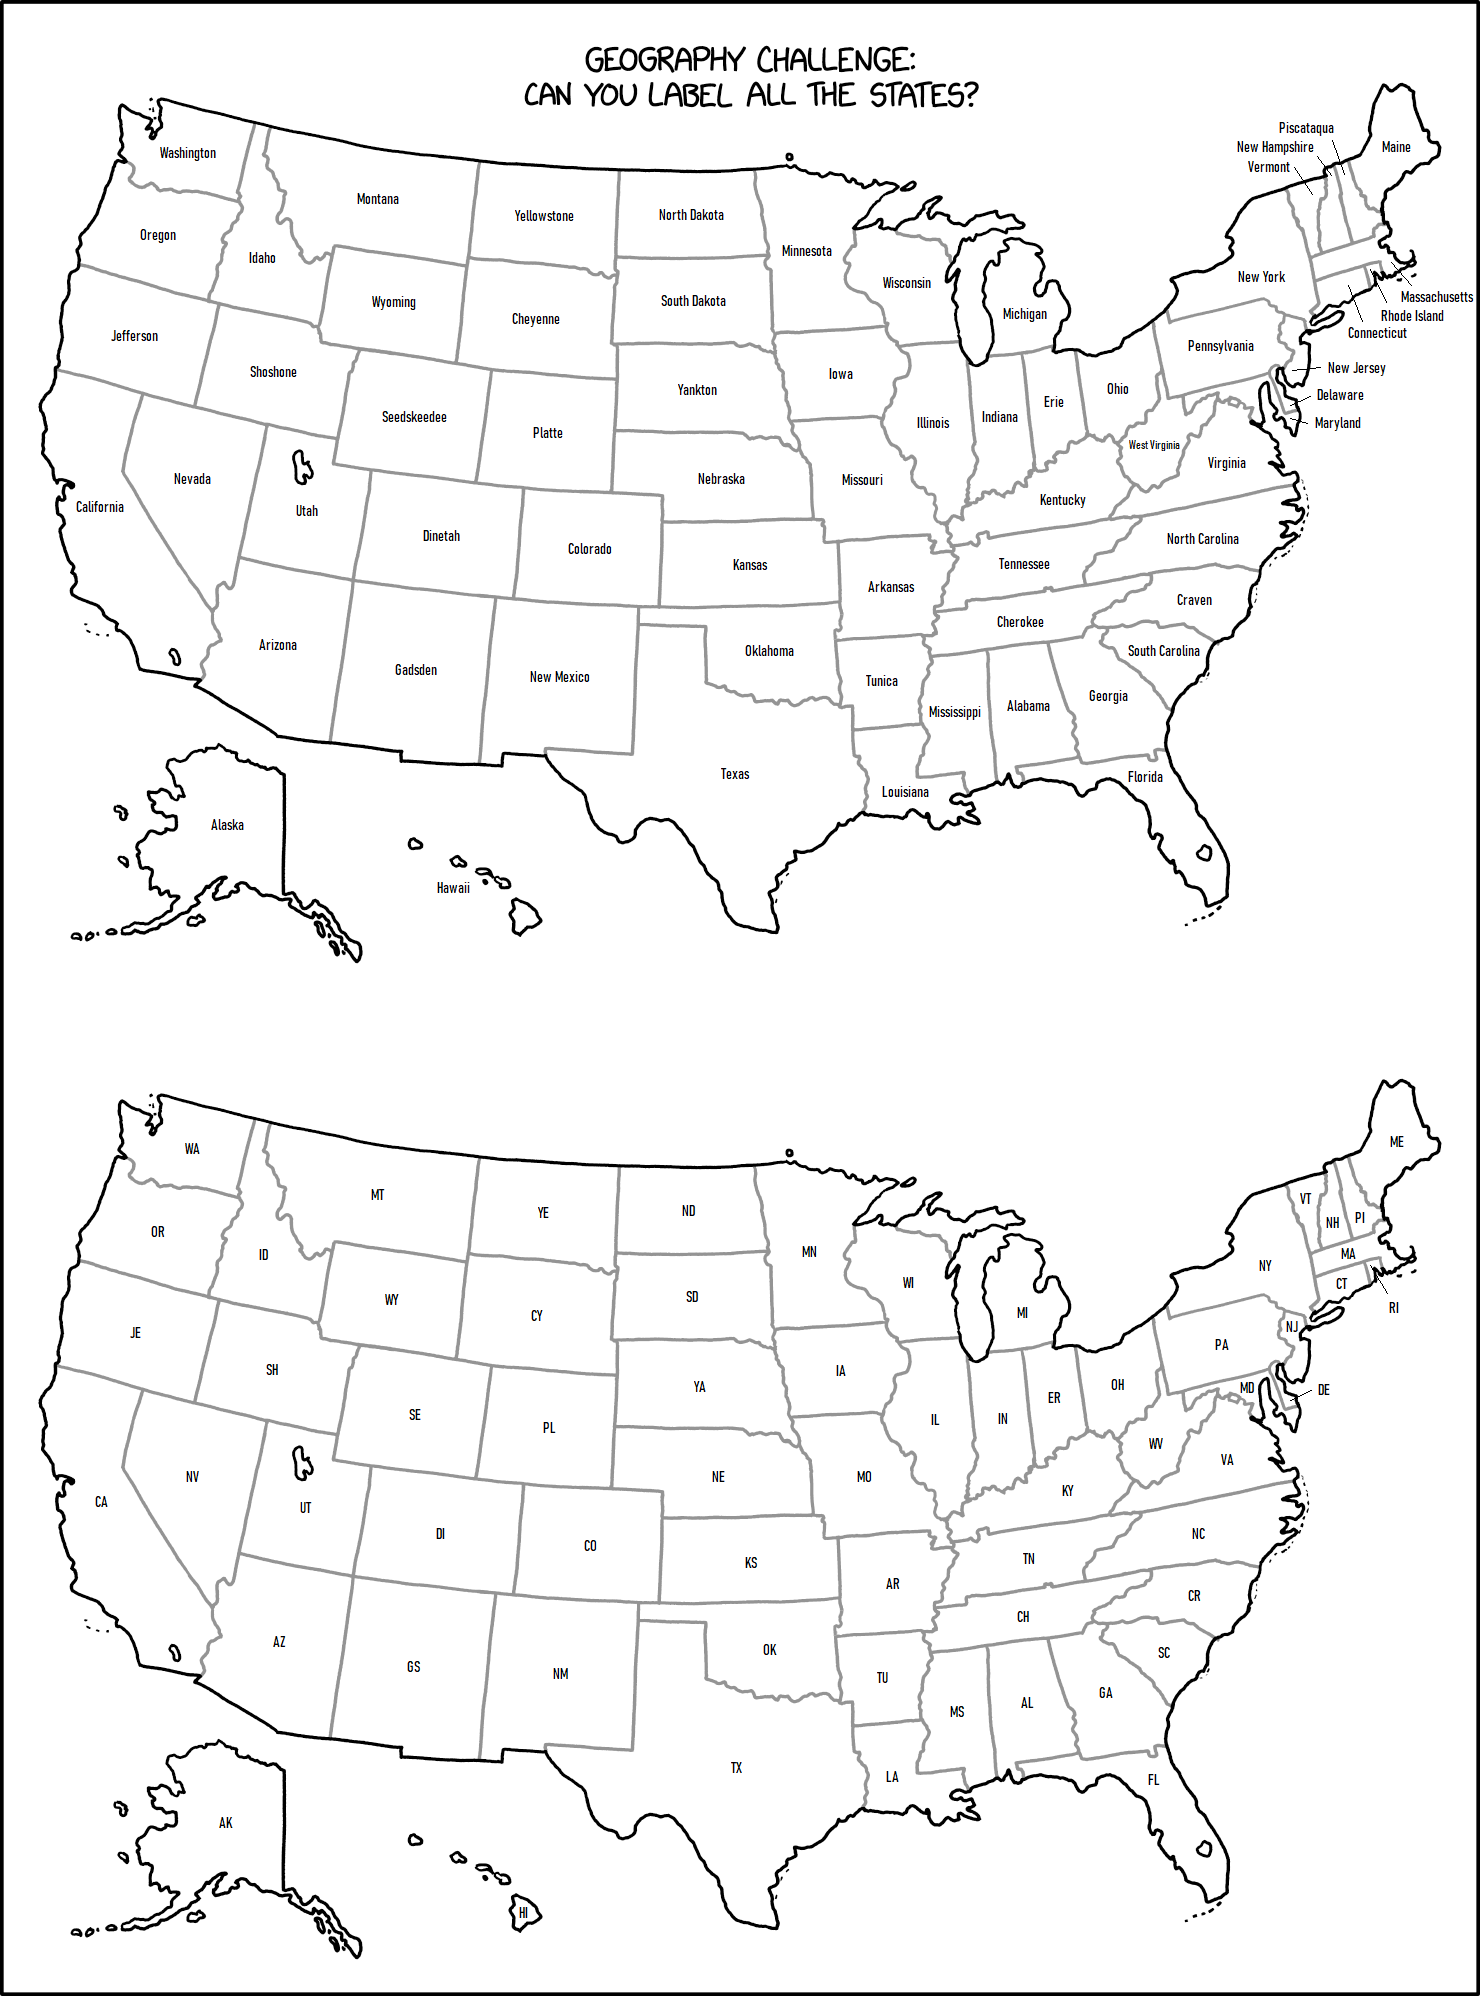 GEOGRAPHY CHALLENGE:
CAN YOU LABEL ALL THE STATES?
Piscataqua
New Hampshire
Vermont
Maine
Washington
Montana
Yellowstone
North Dakota
Minnesota
Oregon
Idaho
Wisconsin
New York
Wyoming
South Dakota
Michigan
Massachusetts
Rhode Island
Connecticut
Cheyenne
Jefferson
Pennsylvania
Shoshone
Iowa
New Jersey
Yankton
Erie
Ohio
Delaware
Seedskeedee
Platte
Illinois
Indiana
Maryland
West Virginia
Virginia
Nevada
Nebraska
Missouri
California
Utah
Kentucky
Dinetah
Colorado
Kansas
North Carolina
Tennessee
Arkansas
Craven
Cherokee
Arizona
Oklahoma
South Carolina
Gadsden
New Mexico
Tunica
Georgia
Alabama
Mississippi
Texas
Florida
Louisiana
Alaska
Hawaii
ME
WA
MT
YE
ND
VT
NH
PI
OR
ID
MN
MA
NY
WI
CT
WY
SD
RI
CY
MI
JE
NJ
PA
SH
IA
YA
OH
MD
DE
ER
SE
PL
IL
IN
WV
VA
NV
NE
MO
CA
UT
KY
DI
CO
KS
NC
TN
AR
CR
CH
AZ
OK
SC
GS
NM
TU
GA
AL
MS
TX
LA
FL
AK
HI